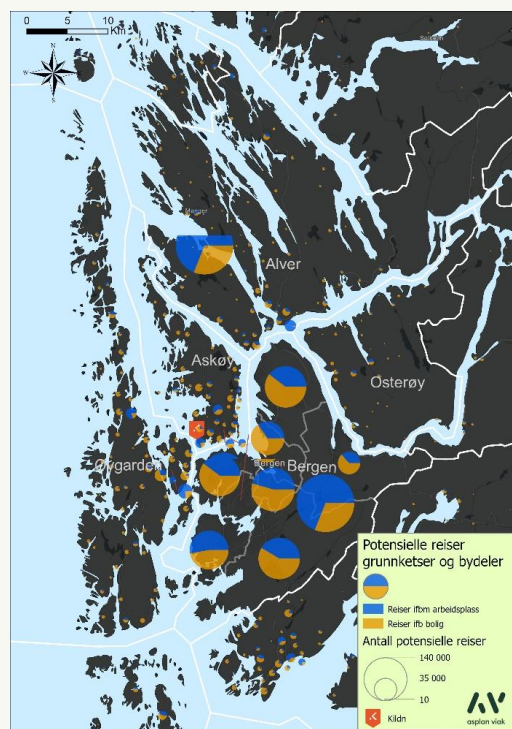 0 5 10
Km
N
W
S
Alver
Askøy
Osterøy
Øygarden
Bergen
Bergen
Potensielle reiser
grunnketser og bydeler
Reiser ifbm arbeidsplass
Reiser ifb bolig
Antall potensielle reiser
140 000
35 000
10
Kildn
asplan viak